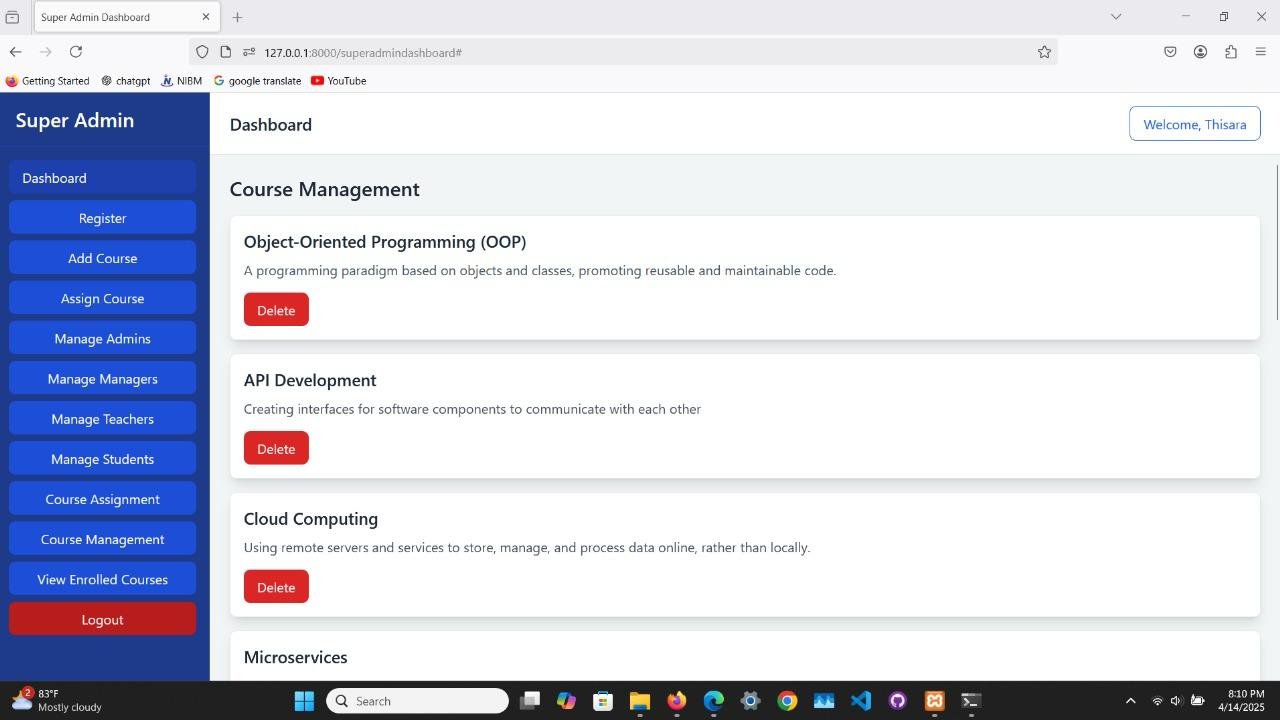 Super Admin Dashboard
127.0.0.1:8000/superadmindashboard#
Getting Started
chatgpt
NIBM
google translate
YouTube
Super Admin
Dashboard
Register
Add Course
Assign Course
Manage Admins
Manage Managers
Manage Teachers
Manage Students
Course Assignment
Course Management
View Enrolled Courses
Logout
Dashboard
Welcome, Thisara
Course Management
Object-Oriented Programming (OOP)
A programming paradigm based on objects and classes, promoting reusable and maintainable code.
Delete
API Development
Creating interfaces for software components to communicate with each other
Delete
Cloud Computing
Using remote servers and services to store, manage, and process data online, rather than locally.
Delete
Microservices
2
83°F
Mostly cloudy
Search
8:10 PM
4/14/2025